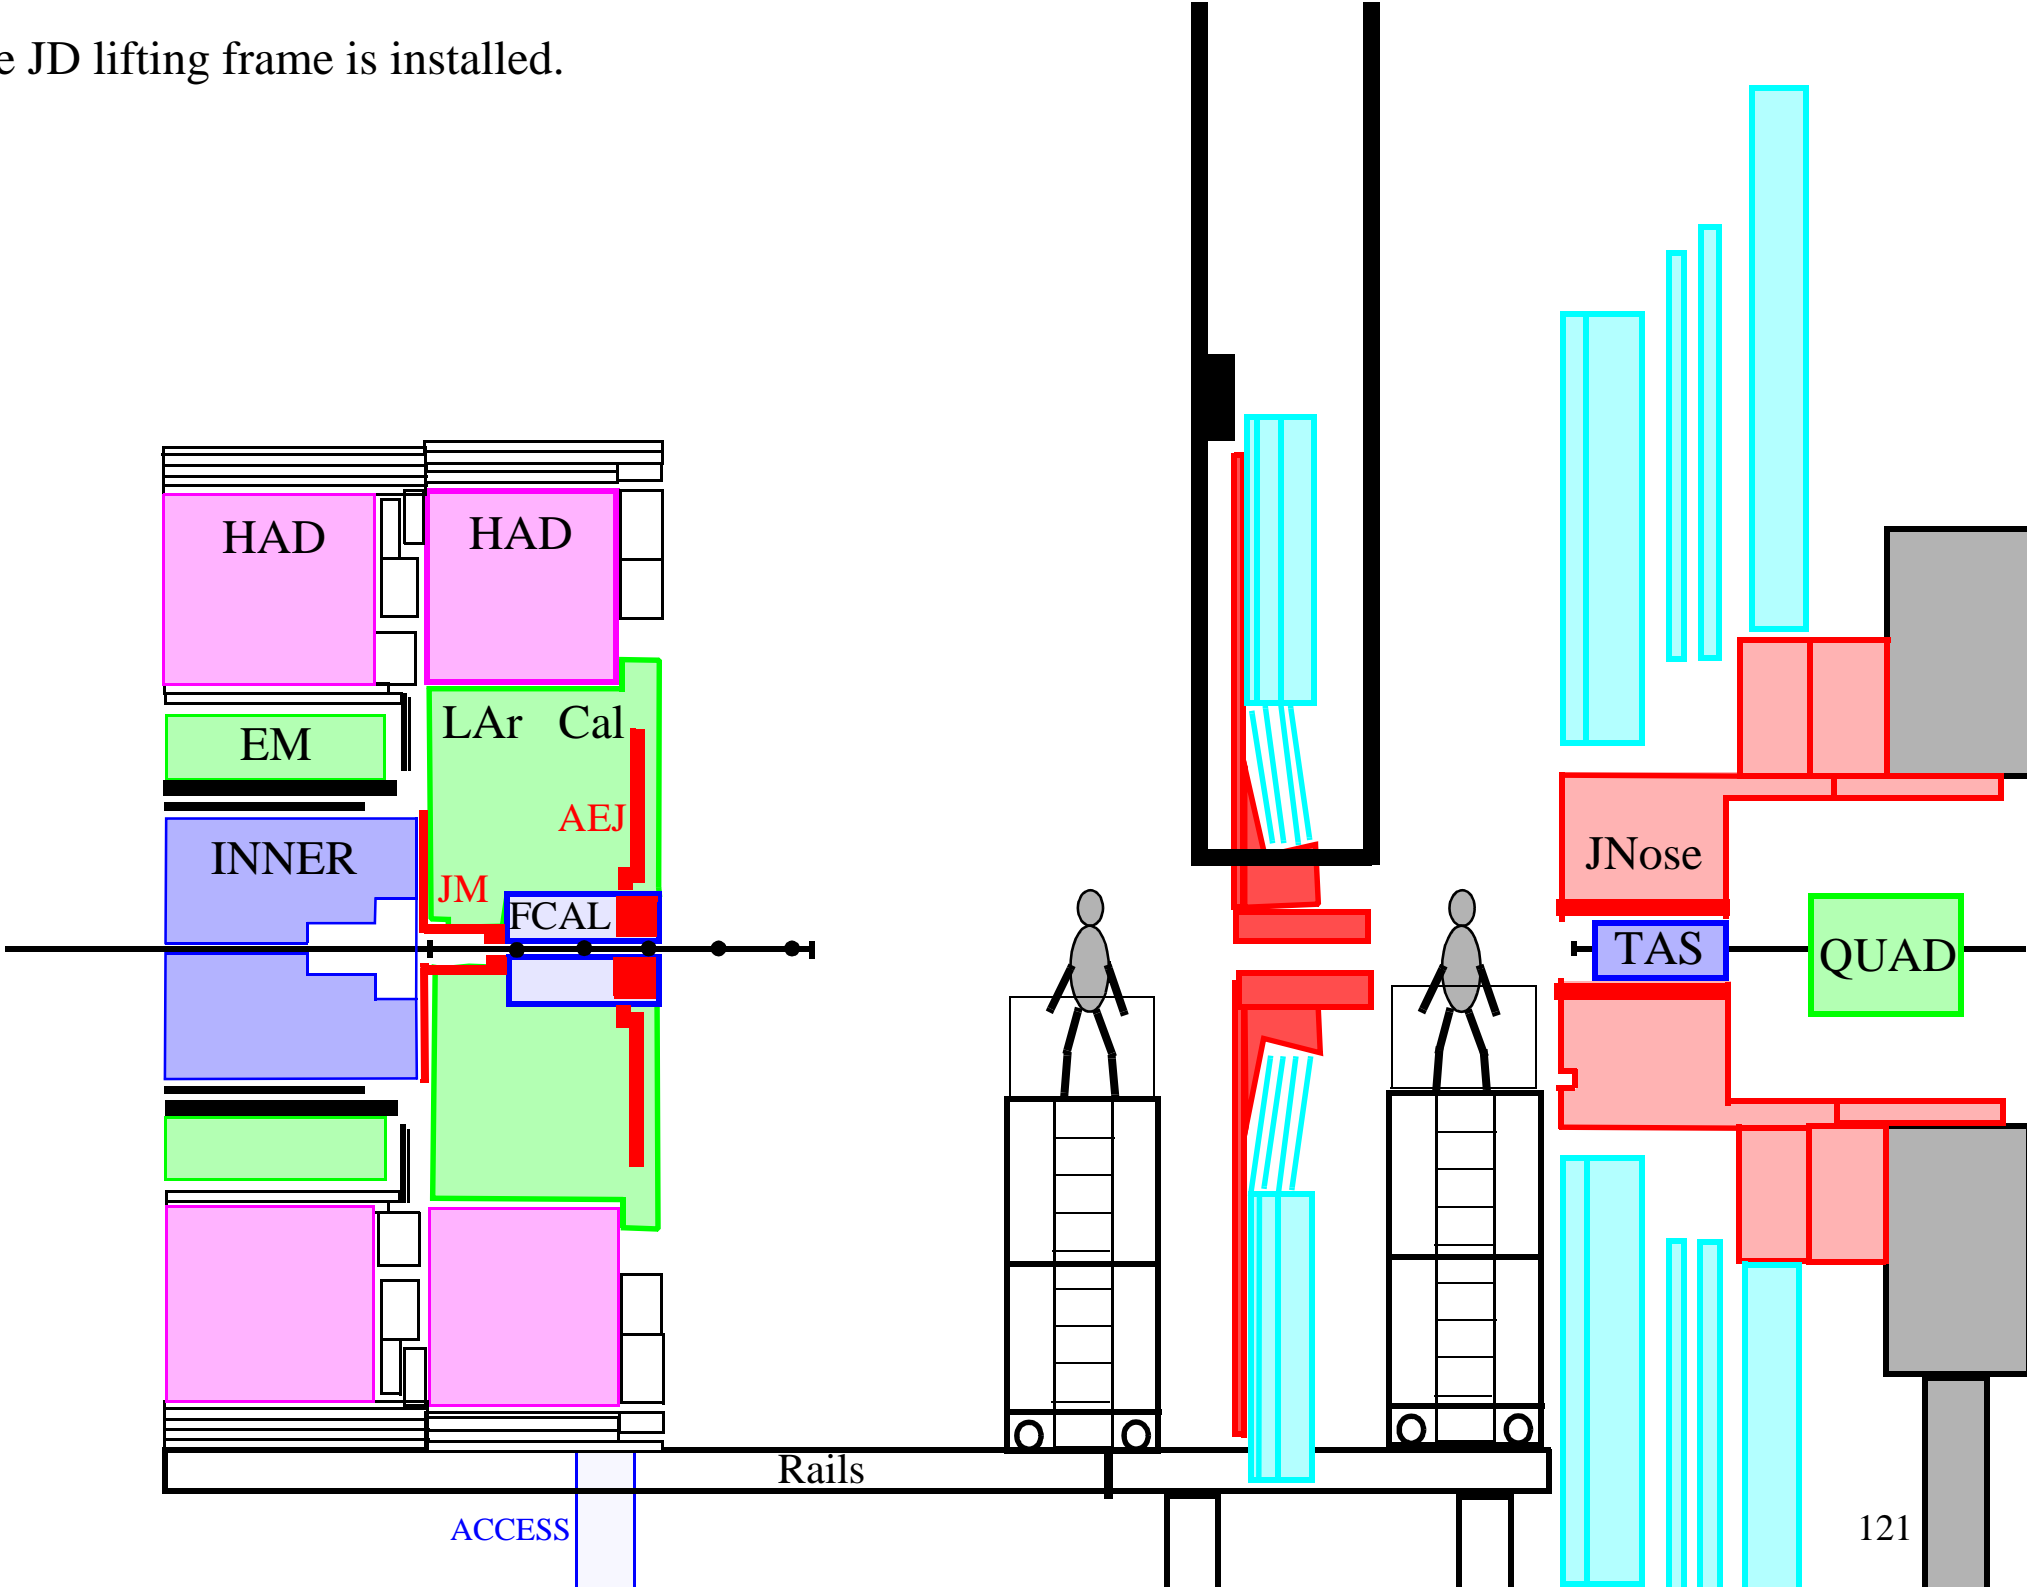 e JD lifting frame is installed.
HAD
HAD
LAr Cal
EM
AEJ
INNER
JM
FCAL
JNose
TAS
QUAD
Rails
ACCESS
121